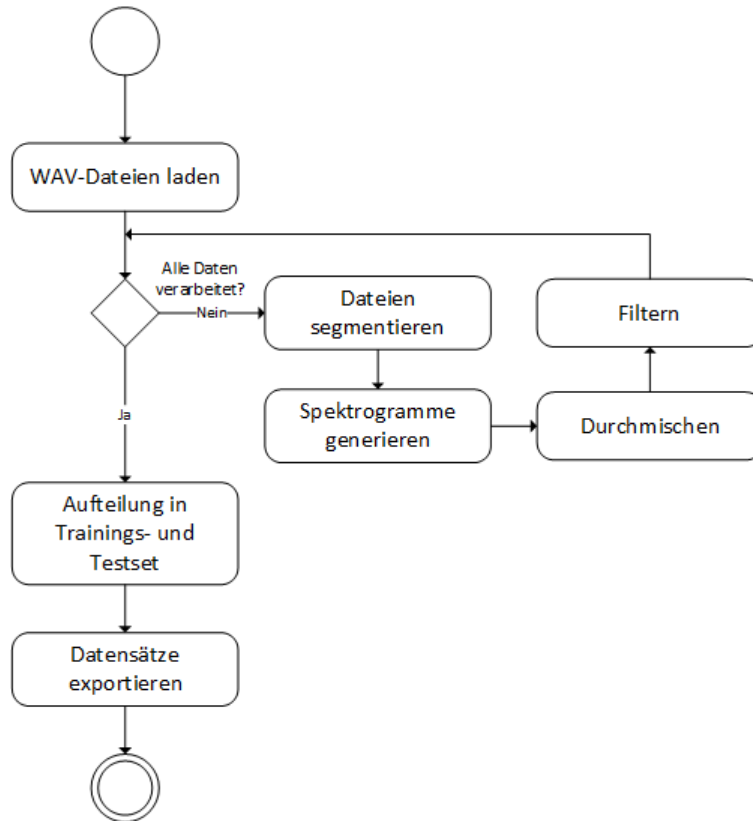 WAV-Dateien laden
Alle Daten
verarbeitet?
Nein
Dateien
segmentieren
Filtern
Spektrogramme
generieren
Durchmischen
Ja
Aufteilung in
Trainings- und
Testset
Datensätze
exportieren